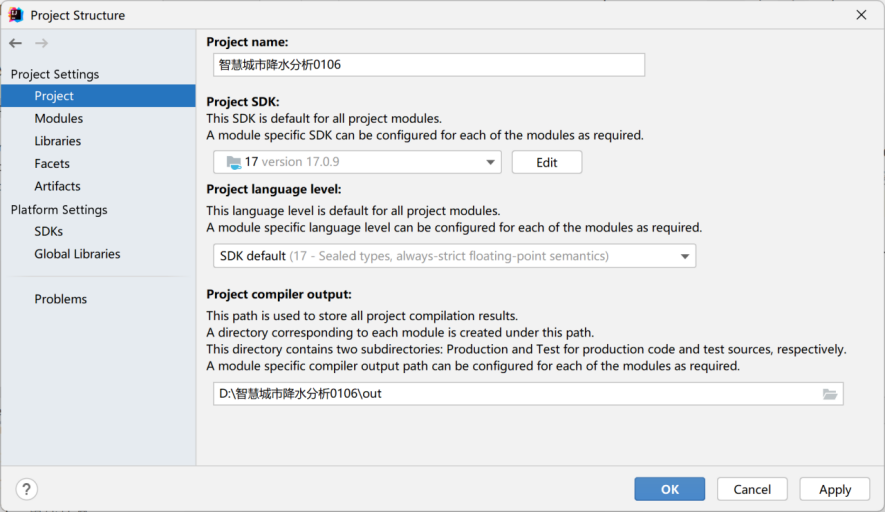 Project Structure
Project Settings
Project
Modules
Libraries
Facets
Artifacts
Platform Settings
SDKs
Global Libraries
Problems
Project name:
智慧城市降水分析0106
Project SDK:
This SDK is default for all project modules.
A module specific SDK can be configured for each of the modules as required.
17 version 17.0.9
Edit
Project language level:
This language level is default for all project modules.
A module specific language level can be configured for each of the modules as required.
SDK default (17 - Sealed types, always-strict floating-point semantics)
Project compiler output:
This path is used to store all project compilation results.
A directory corresponding to each module is created under this path.
This directory contains two subdirectories: Production and Test for production code and test sources, respectively.
A module specific compiler output path can be configured for each of the modules as required.
D:\智慧城市降水分析0106\out
?
OK
Cancel
Apply